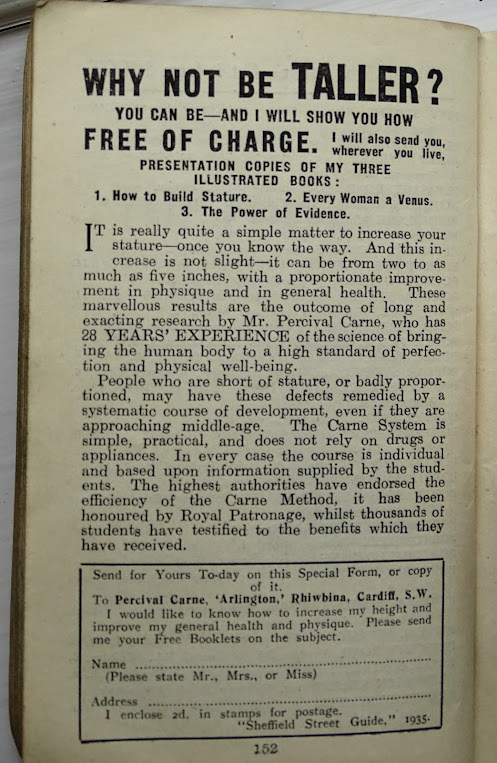 WHY NOT BE TALLER?
YOU CAN BE—AND I WILL SHOW YOU HOW
FREE OF CHARGE. I will also send you,
wherever you live,
PRESENTATION COPIES OF MY THREE
ILLUSTRATED BOOKS:
1. How to Build Stature. 2. Every Woman a Venus.
3. The Power of Evidence.
IT is really quite a simple matter to increase your
stature—once you know the way. And this in-
crease is not slight—it can be from two to as
much as five inches, with a proportionate improve-
ment in physique and in general health. These
marvellous results are the outcome of long and
exacting research by Mr. Percival Carne, who has
28 YEARS' EXPERIENCE of the science of bring-
ing the human body to a high standard of perfec-
tion and physical well-being.
People who are short of stature, or badly propor-
tioned, may have these defects remedied by a
systematic course of development, even if they are
approaching middle-age. The Carne System is
simple, practical, and does not rely on drugs or
appliances. In every case the course is individual
and based upon information supplied by the stud-
ents. The highest authorities have endorsed the
efficiency of the Carne Method, it has been
honoured by Royal Patronage, whilst thousands of
students have testified to the benefits which they
have received.
Send for Yours To-day on this Special Form, or copy
of it.
To Percival Carne, 'Arlington,' Rhiwbina, Cardiff, S.W.
I would like to know how to increase my height and
improve my general health and physique. Please send
me your Free Booklets on the subject.
Name ........................................................
(Please state Mr., Mrs., or Miss)
Address ........................................................
I enclose 2d. in stamps for postage.
"Sheffield Street Guide," 1935.
152